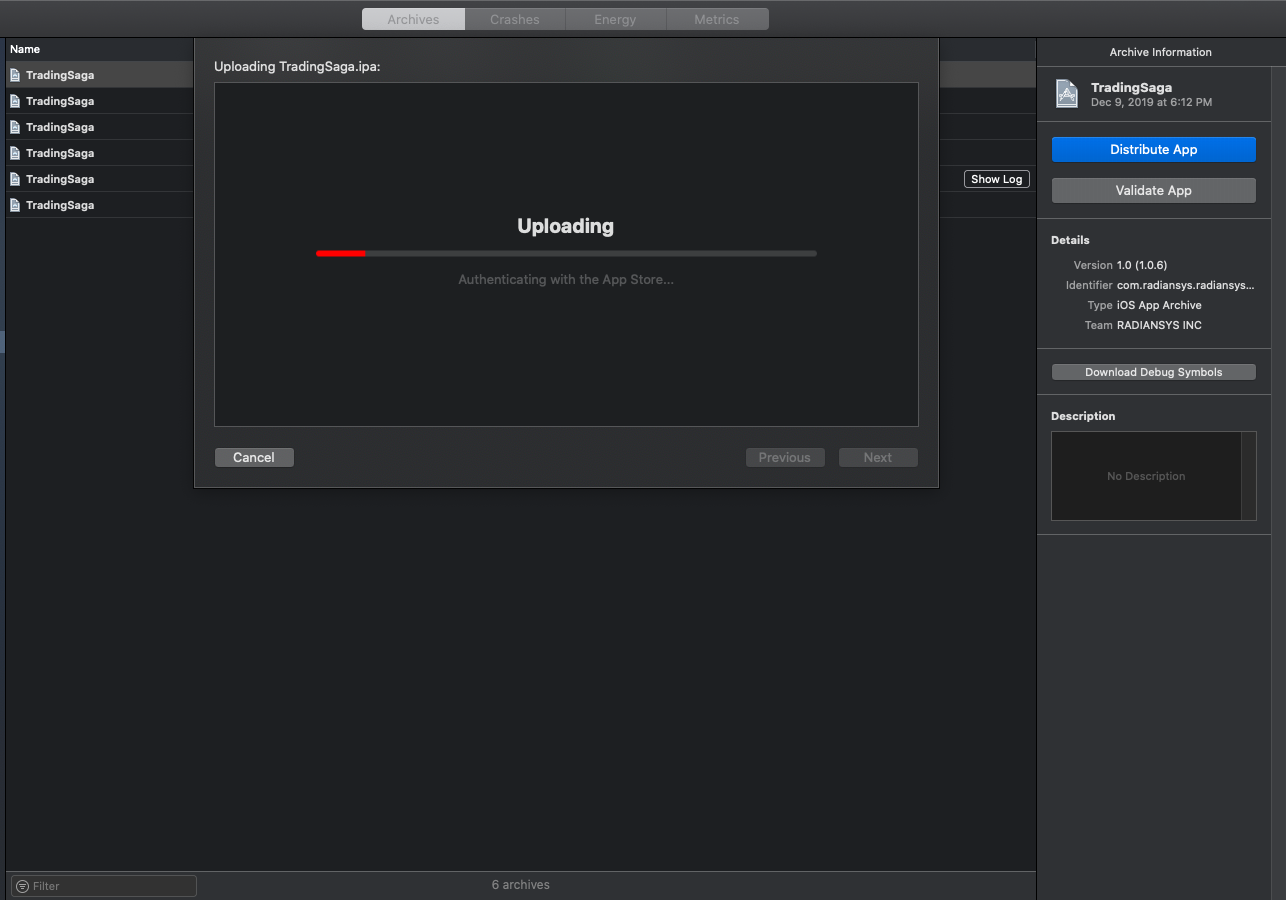 Archives Crashes Energy Metrics
Name
TradingSaga
TradingSaga
TradingSaga
TradingSaga
TradingSaga
TradingSaga
Show Log
Uploading TradingSaga.ipa:
Uploading
Authenticating with the App Store...
Cancel Previous Next
Archive Information
TradingSaga
Dec 9, 2019 at 6:12 PM
Distribute App
Validate App
Details
Version 1.0 (1.0.6)
Identifier com.radiansys.radiansys...
Type iOS App Archive
Team RADIANSYS INC
Download Debug Symbols
Description
No Description
Filter
6 archives